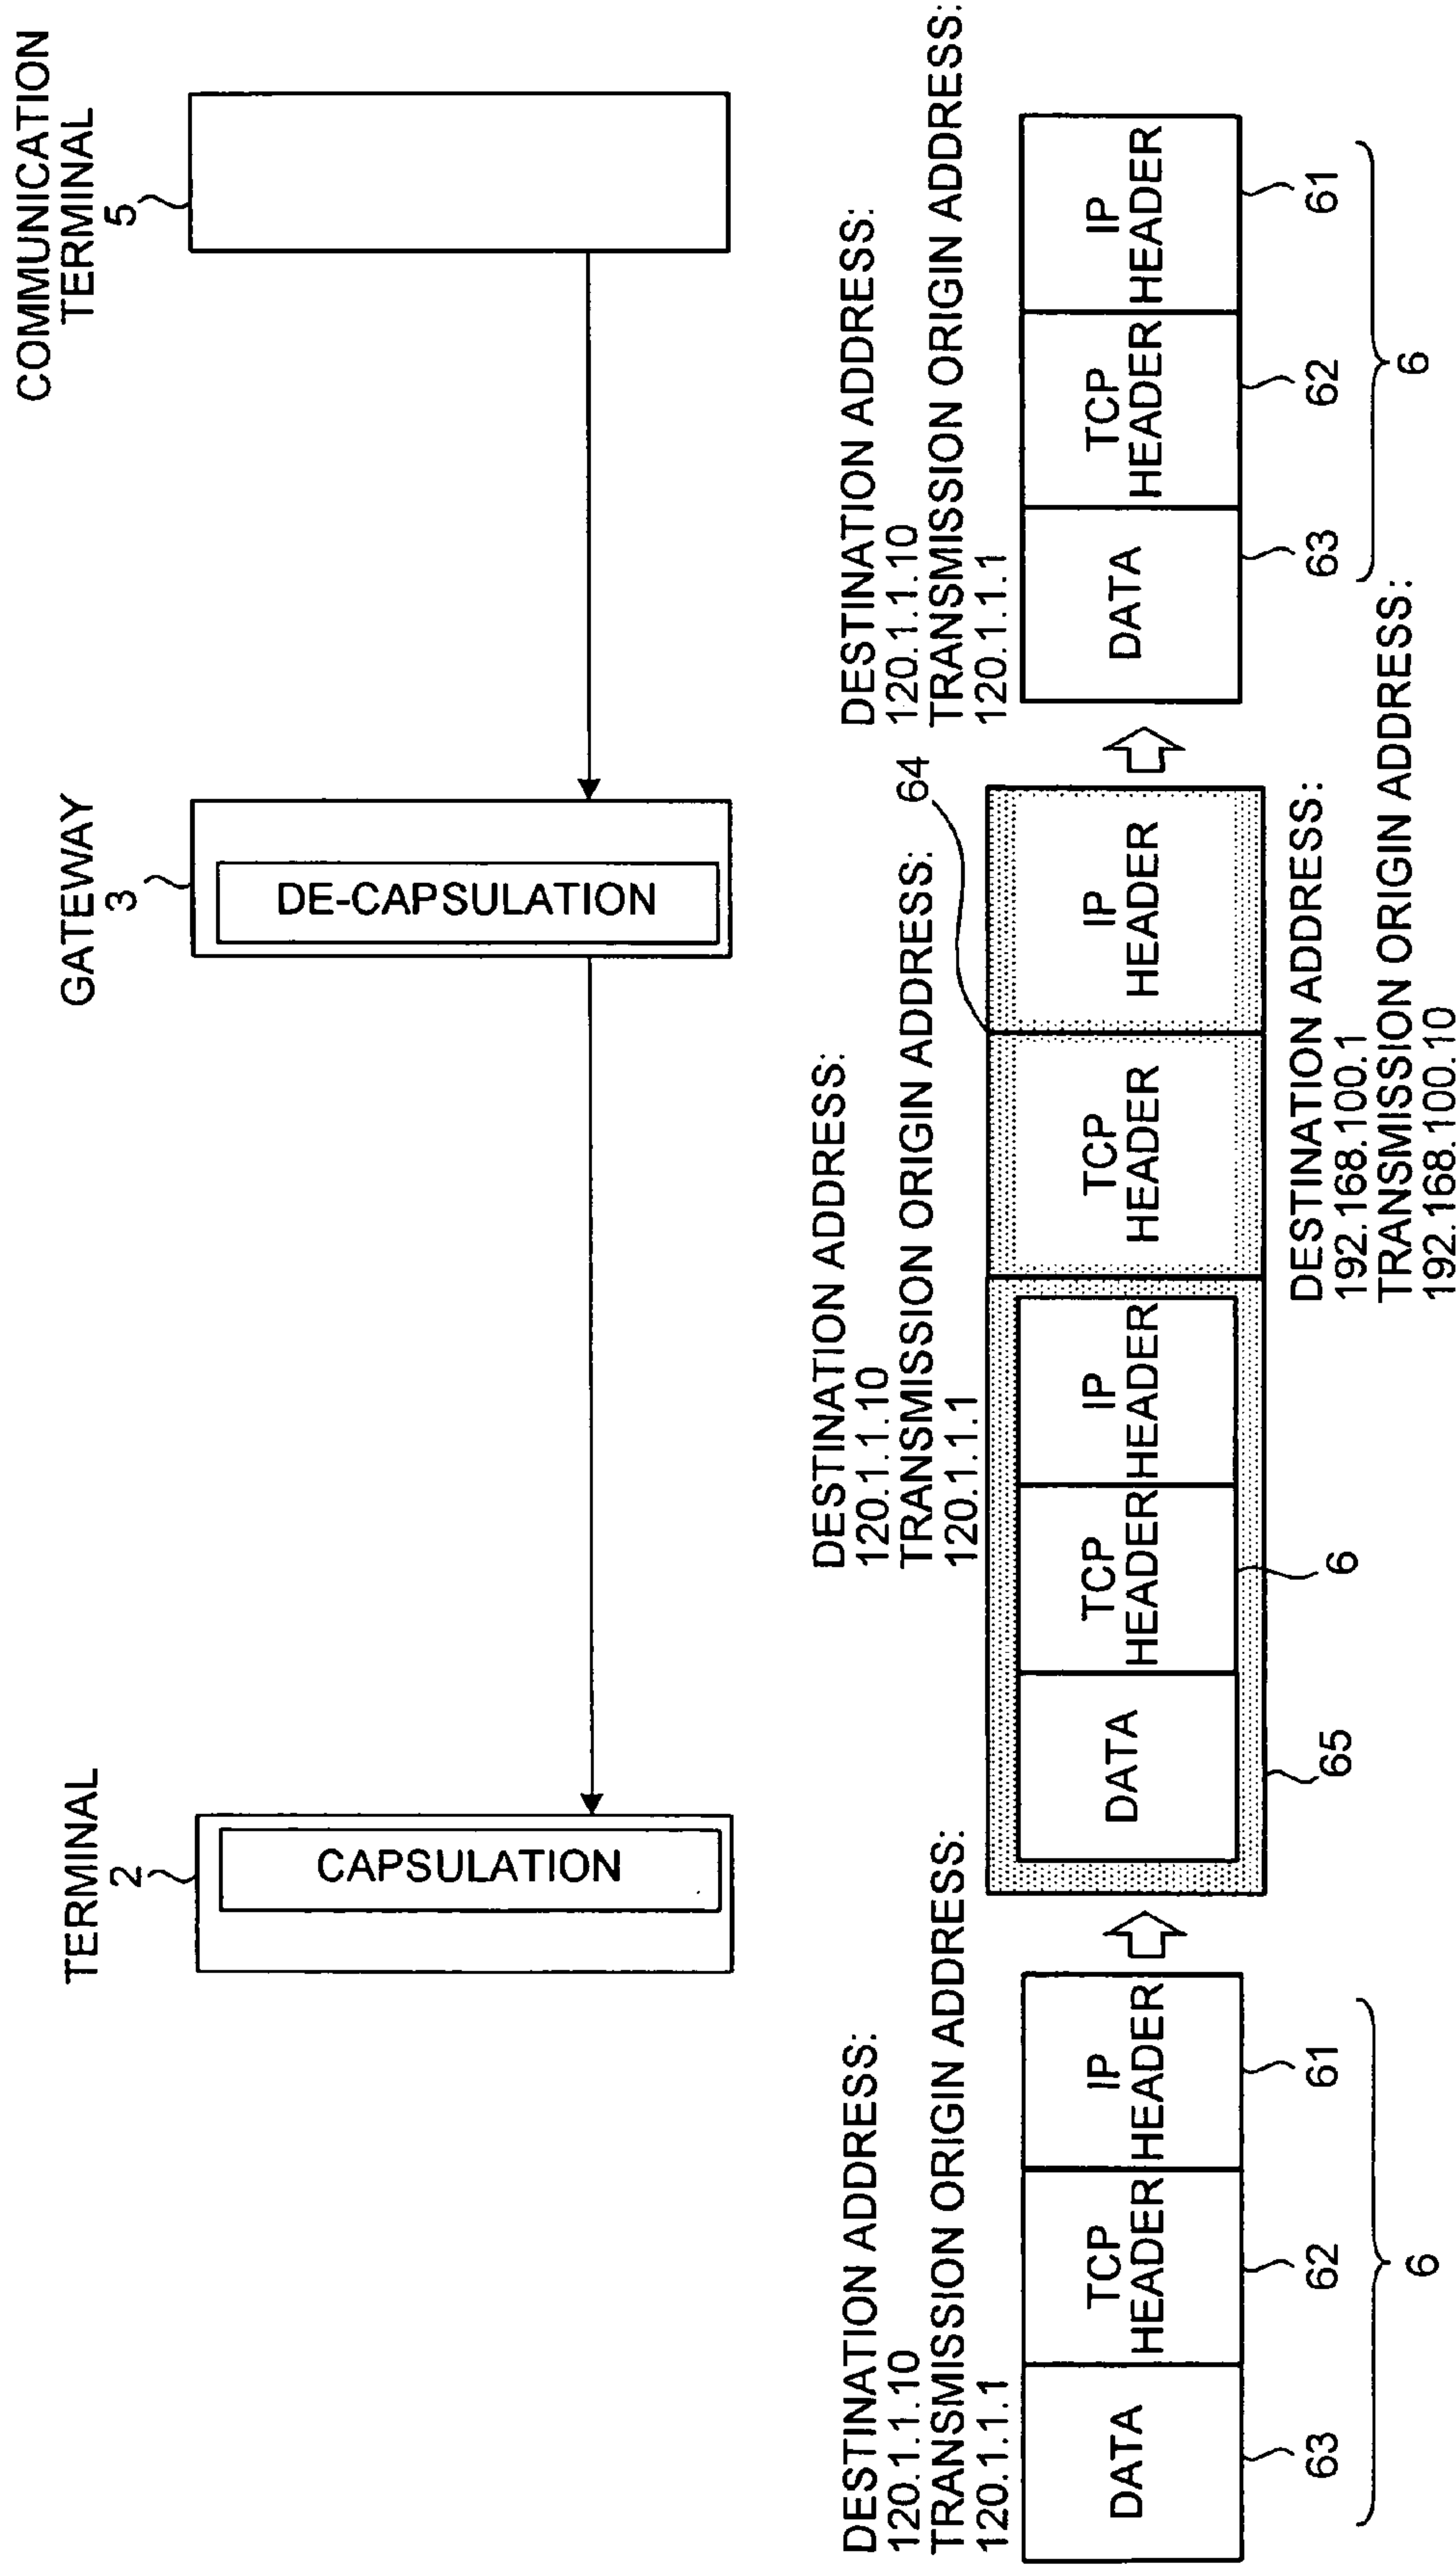 TERMINAL
2
CAPSULATION
GATEWAY
3
DE-CAPSULATION
COMMUNICATION
TERMINAL
5
DESTINATION ADDRESS:
120.1.1.10
TRANSMISSION ORIGIN ADDRESS:
120.1.1.1
DATA
TCP
HEADER
IP
HEADER
63
62
61
6
DESTINATION ADDRESS:
120.1.1.10
TRANSMISSION ORIGIN ADDRESS:
120.1.1.1
64
DATA
TCP
HEADER
IP
HEADER
TCP
HEADER
IP
HEADER
65
6
DESTINATION ADDRESS:
192.168.100.1
TRANSMISSION ORIGIN ADDRESS:
192.168.100.10
DESTINATION ADDRESS:
120.1.1.10
TRANSMISSION ORIGIN ADDRESS:
120.1.1.1
DATA
TCP
HEADER
IP
HEADER
63
62
61
6